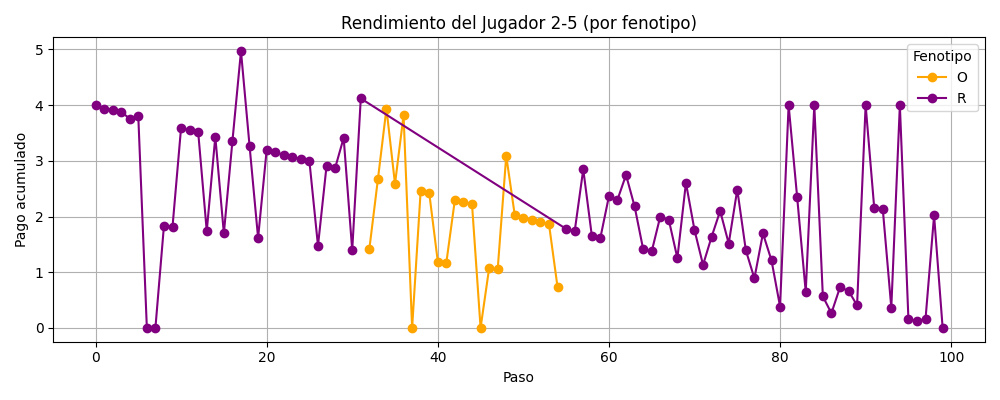 Rendimiento del Jugador 2-5 (por fenotipo)
Pago acumulado
5
4
3
2
1
0
0 20 40 60 80 100
Paso
Fenotipo
O
R